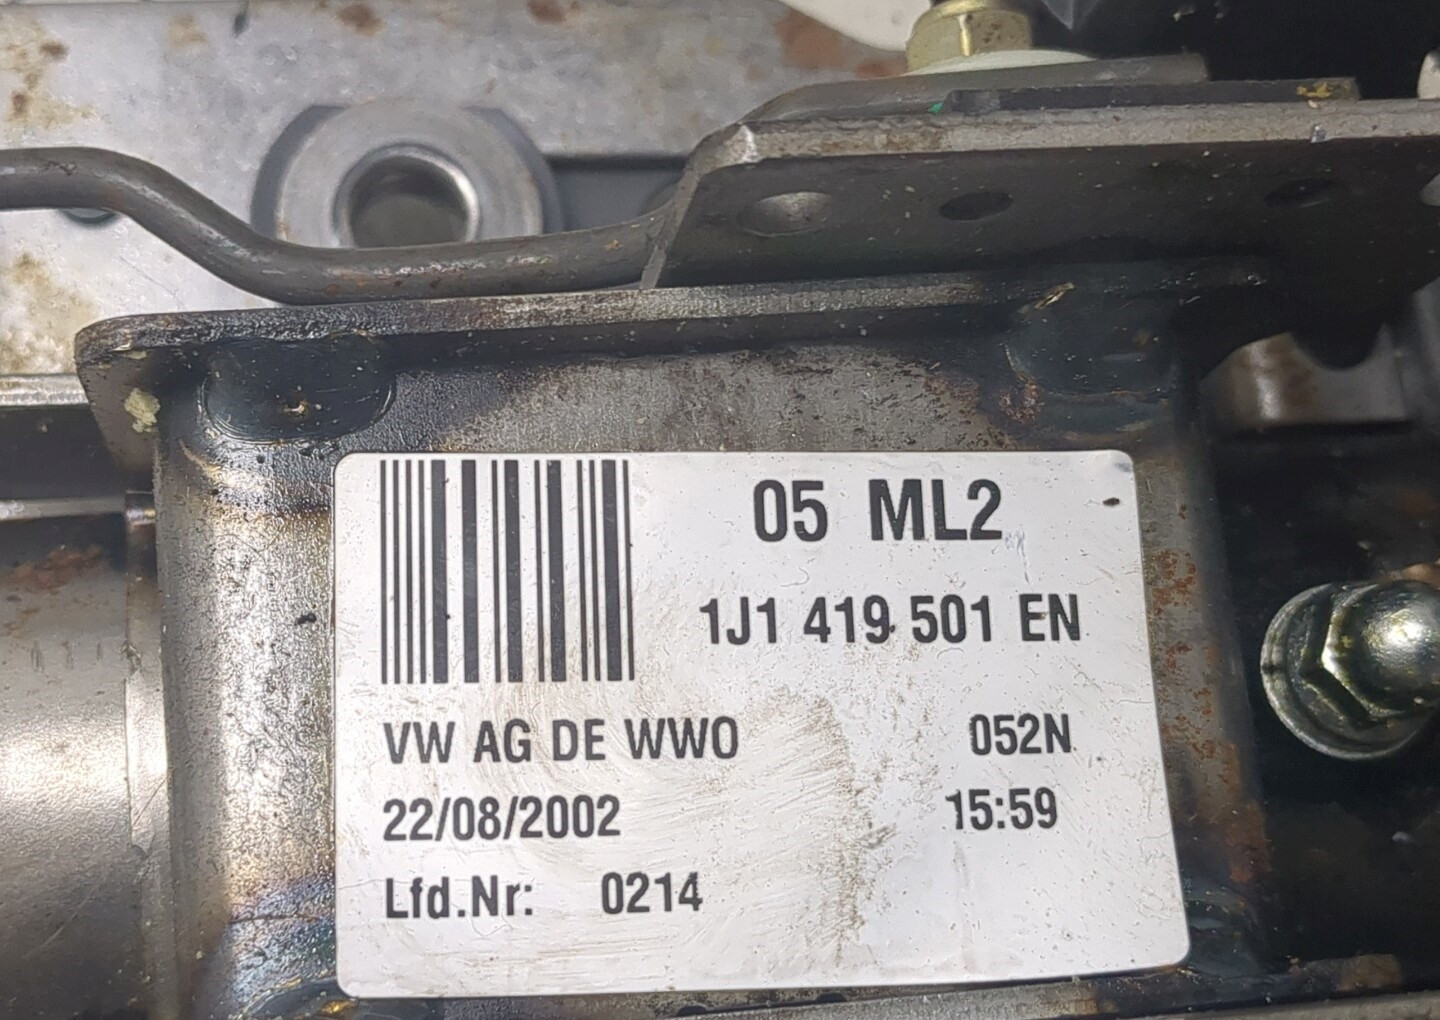 05 ML2
1J1 419 501 EN
VW AG DE WWO 052N
22/08/2002 15:59
Lfd.Nr: 0214